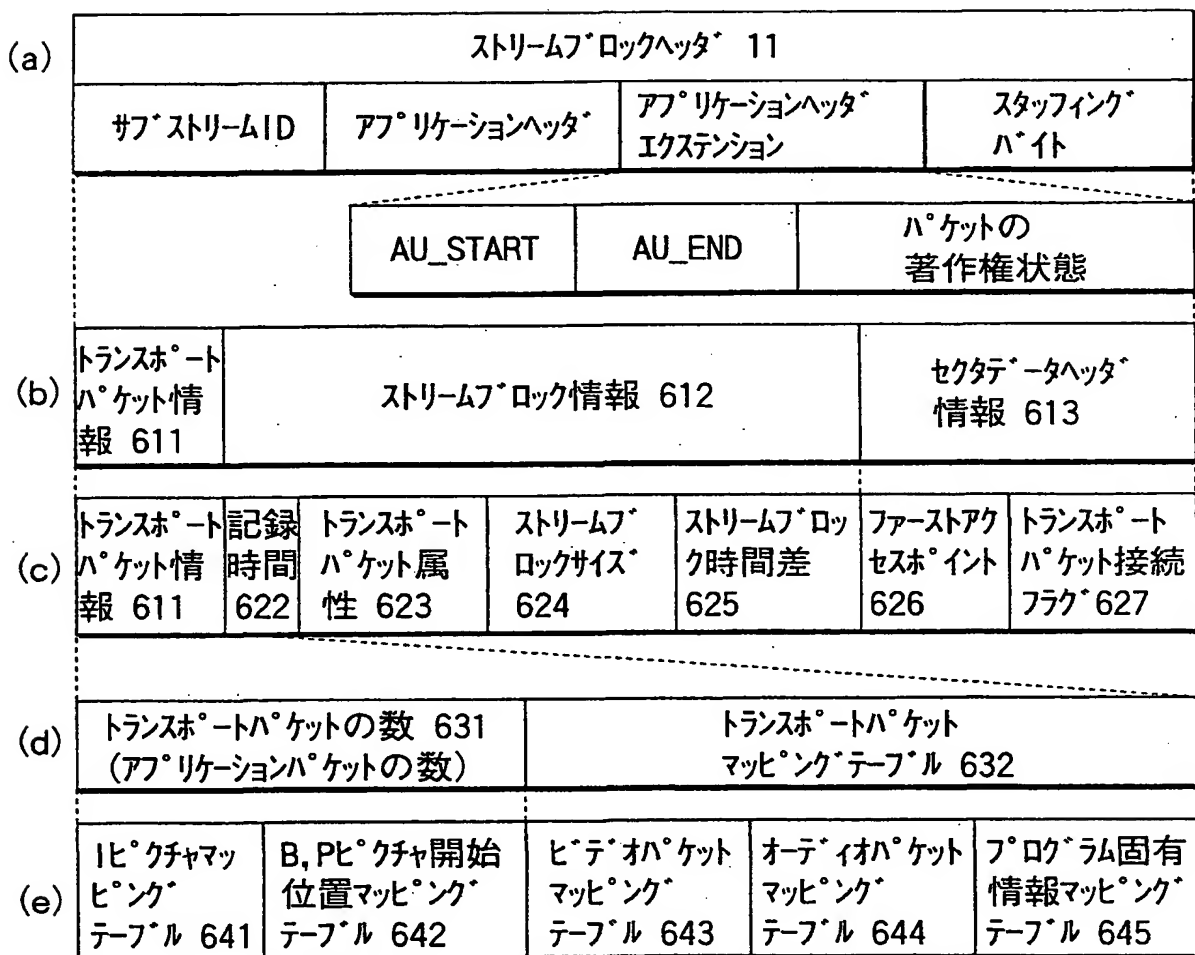 (a)
ストリームブロックヘッダ 11
サブストリームID
アプリケーションヘッダ
アプリケーションヘッダ
エクステンション
スタッフィング
バイト
AU_START
AU_END
パケットの
著作権状態
(b)
トランスポート
パケット情
報 611
ストリームブロック情報 612
セクタデータヘッダ
情報 613
(c)
トランスポート
パケット情
報 611
記録
時間
622
トランスポート
パケット属
性 623
ストリームブ
ロックサイズ
624
ストリームブロッ
ク時間差
625
ファーストアク
セスポイント
626
トランスポート
パケット接続
フラグ627
(d)
トランスポートパケットの数 631
(アプリケーションパケットの数)
トランスポートパケット
マッピングテーブル 632
(e)
Iピクチャマッ
ピング
テーブル 641
B,Pピクチャ開始
位置マッピング
テーブル 642
ビデオパケット
マッピング
テーブル 643
オーディオパケット
マッピング
テーブル 644
プログラム固有
情報マッピング
テーブル 645